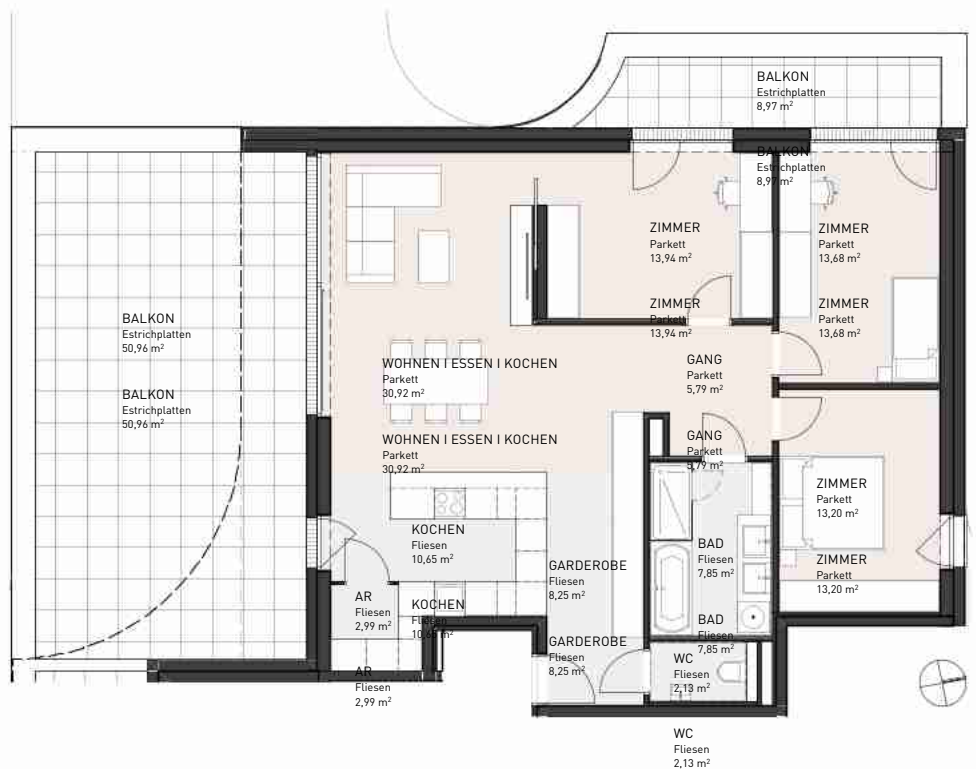 BALKON
Estrichplatten
8,97 m²
BALKON
Estrichplatten
8,97 m²
ZIMMER
Parkett
13,94 m²
ZIMMER
Parkett
13,68 m²
ZIMMER
Parkett
13,94 m²
ZIMMER
Parkett
13,68 m²
BALKON
Estrichplatten
50,96 m²
BALKON
Estrichplatten
50,96 m²
WOHNEN I ESSEN I KOCHEN
Parkett
30,92 m²
GANG
Parkett
5,79 m²
WOHNEN I ESSEN I KOCHEN
Parkett
30,92 m²
GANG
Parkett
5,79 m²
ZIMMER
Parkett
13,20 m²
KOCHEN
Fliesen
10,65 m²
BAD
Fliesen
7,85 m²
GARDEROBE
Fliesen
8,25 m²
ZIMMER
Parkett
13,20 m²
AR
Fliesen
2,99 m²
KOCHEN
Fliesen
10,65 m²
BAD
Fliesen
7,85 m²
GARDEROBE
Fliesen
8,25 m²
WC
Fliesen
2,13 m²
AR
Fliesen
2,99 m²
WC
Fliesen
2,13 m²